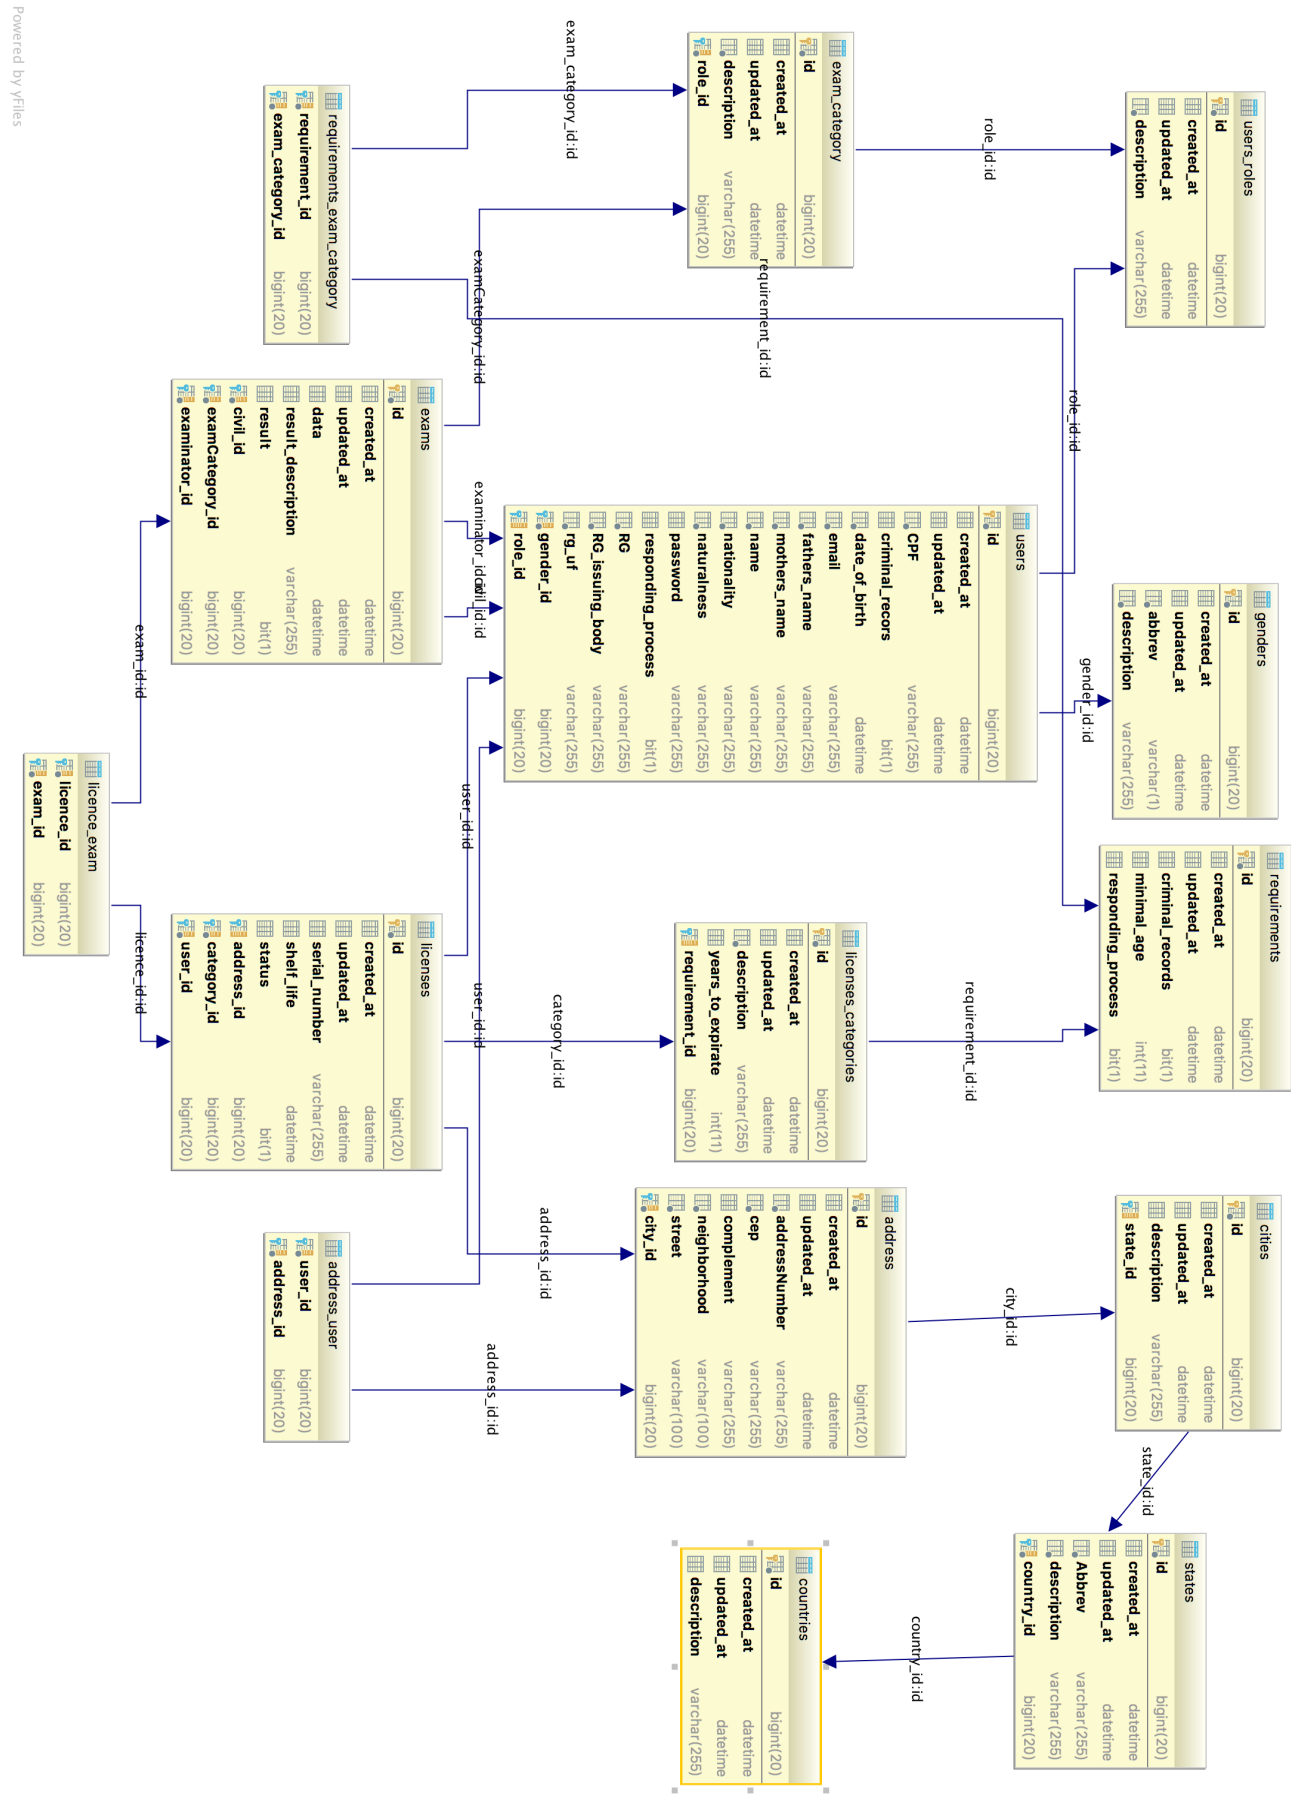 users_roles
id bigint(20)
created_at datetime
updated_at datetime
description varchar(255)
genders
id bigint(20)
created_at datetime
updated_at datetime
abbrev varchar(1)
description varchar(255)
requirements
id bigint(20)
created_at datetime
updated_at datetime
criminal_records bit(1)
minimal_age int(11)
responding_process bit(1)
cities
id bigint(20)
created_at datetime
updated_at datetime
description varchar(255)
state_id bigint(20)
states
id bigint(20)
created_at datetime
updated_at datetime
Abbrev varchar(255)
description varchar(255)
country_id bigint(20)
role_id:id
role_id:id
gender_id:id
requirement_id:id
city_id:id
state_id:id
country_id:id
exam_category
id bigint(20)
created_at datetime
updated_at datetime
description varchar(255)
role_id bigint(20)
requirement_id:id
users
id bigint(20)
created_at datetime
updated_at datetime
CPF varchar(255)
criminal_recors bit(1)
date_of_birth datetime
email varchar(255)
fathers_name varchar(255)
mothers_name varchar(255)
name varchar(255)
nationality varchar(255)
naturalness varchar(255)
password varchar(255)
responding_process bit(1)
RG varchar(255)
RG_issuing_body varchar(255)
rg_uf varchar(255)
gender_id bigint(20)
role_id bigint(20)
licenses_categories
id bigint(20)
created_at datetime
updated_at datetime
description varchar(255)
years_to_expirate int(11)
requirement_id bigint(20)
address
id bigint(20)
created_at datetime
updated_at datetime
addressNumber varchar(255)
cep varchar(255)
complement varchar(255)
neighborhood varchar(100)
street varchar(100)
city_id bigint(20)
countries
id bigint(20)
created_at datetime
updated_at datetime
description varchar(255)
exam_category_id:id
examCategory_id:id
examinator_id:id
civil_id:id
user_id:id
user_id:id
category_id:id
address_id:id
address_id:id
requirements_exam_category
requirement_id bigint(20)
exam_category_id bigint(20)
exams
id bigint(20)
created_at datetime
updated_at datetime
data datetime
result_description varchar(255)
result bit(1)
civil_id bigint(20)
examCategory_id bigint(20)
examinator_id bigint(20)
licenses
id bigint(20)
created_at datetime
updated_at datetime
serial_number varchar(255)
shelf_life datetime
status bit(1)
address_id bigint(20)
category_id bigint(20)
user_id bigint(20)
address_user
user_id bigint(20)
address_id bigint(20)
exam_id:id
licence_id:id
licence_exam
licence_id bigint(20)
exam_id bigint(20)
Powered by yFiles